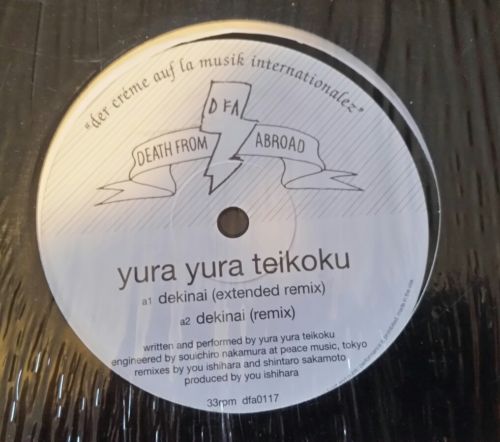 "der créme auf la musik internationalez"
DFA
DEATH FROM ABROAD
yura yura teikoku
a1 dekinai (extended remix)
a2 dekinai (remix)
written and performed by yura yura teikoku
engineered by souichiro nakamura at peace music, tokyo
remixes by you ishihara and shintaro sakamoto
produced by you ishihara
33rpm dfa0117